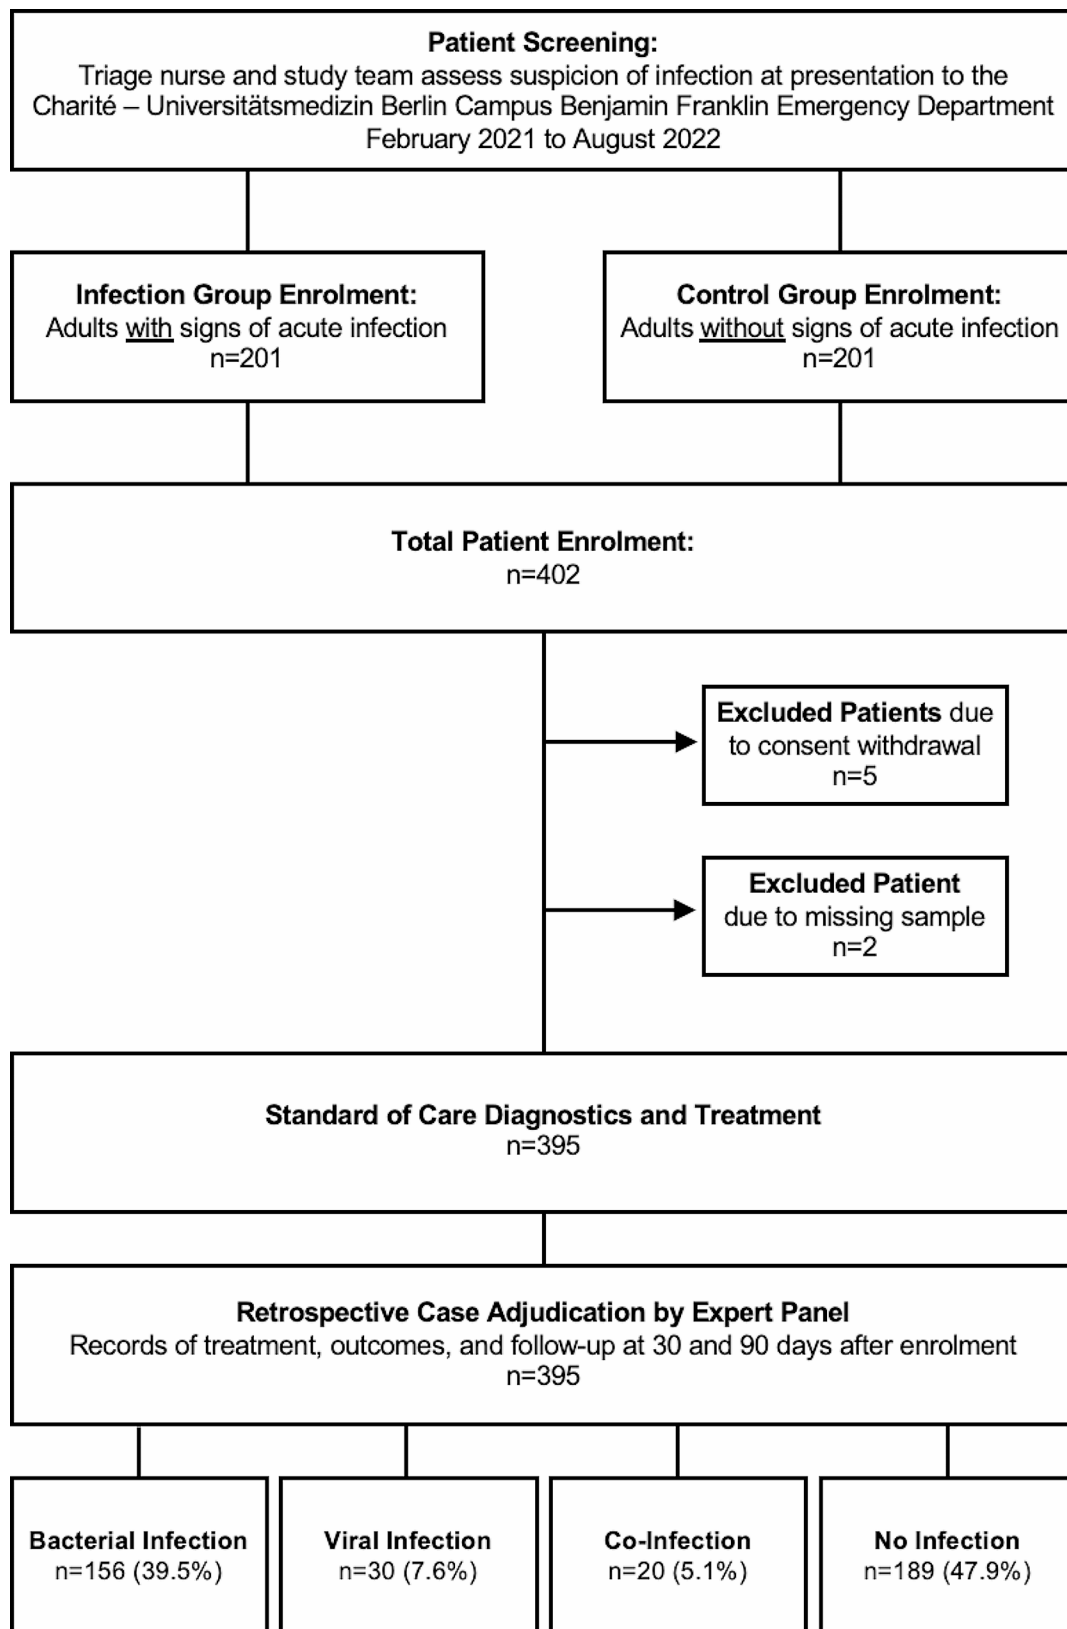 Patient Screening:
Triage nurse and study team assess suspicion of infection at presentation to the
Charité – Universitätsmedizin Berlin Campus Benjamin Franklin Emergency Department
February 2021 to August 2022
Infection Group Enrolment:
Adults with signs of acute infection
n=201
Control Group Enrolment:
Adults without signs of acute infection
n=201
Total Patient Enrolment:
n=402
Excluded Patients due
to consent withdrawal
n=5
Excluded Patient
due to missing sample
n=2
Standard of Care Diagnostics and Treatment
n=395
Retrospective Case Adjudication by Expert Panel
Records of treatment, outcomes, and follow-up at 30 and 90 days after enrolment
n=395
Bacterial Infection
n=156 (39.5%)
Viral Infection
n=30 (7.6%)
Co-Infection
n=20 (5.1%)
No Infection
n=189 (47.9%)